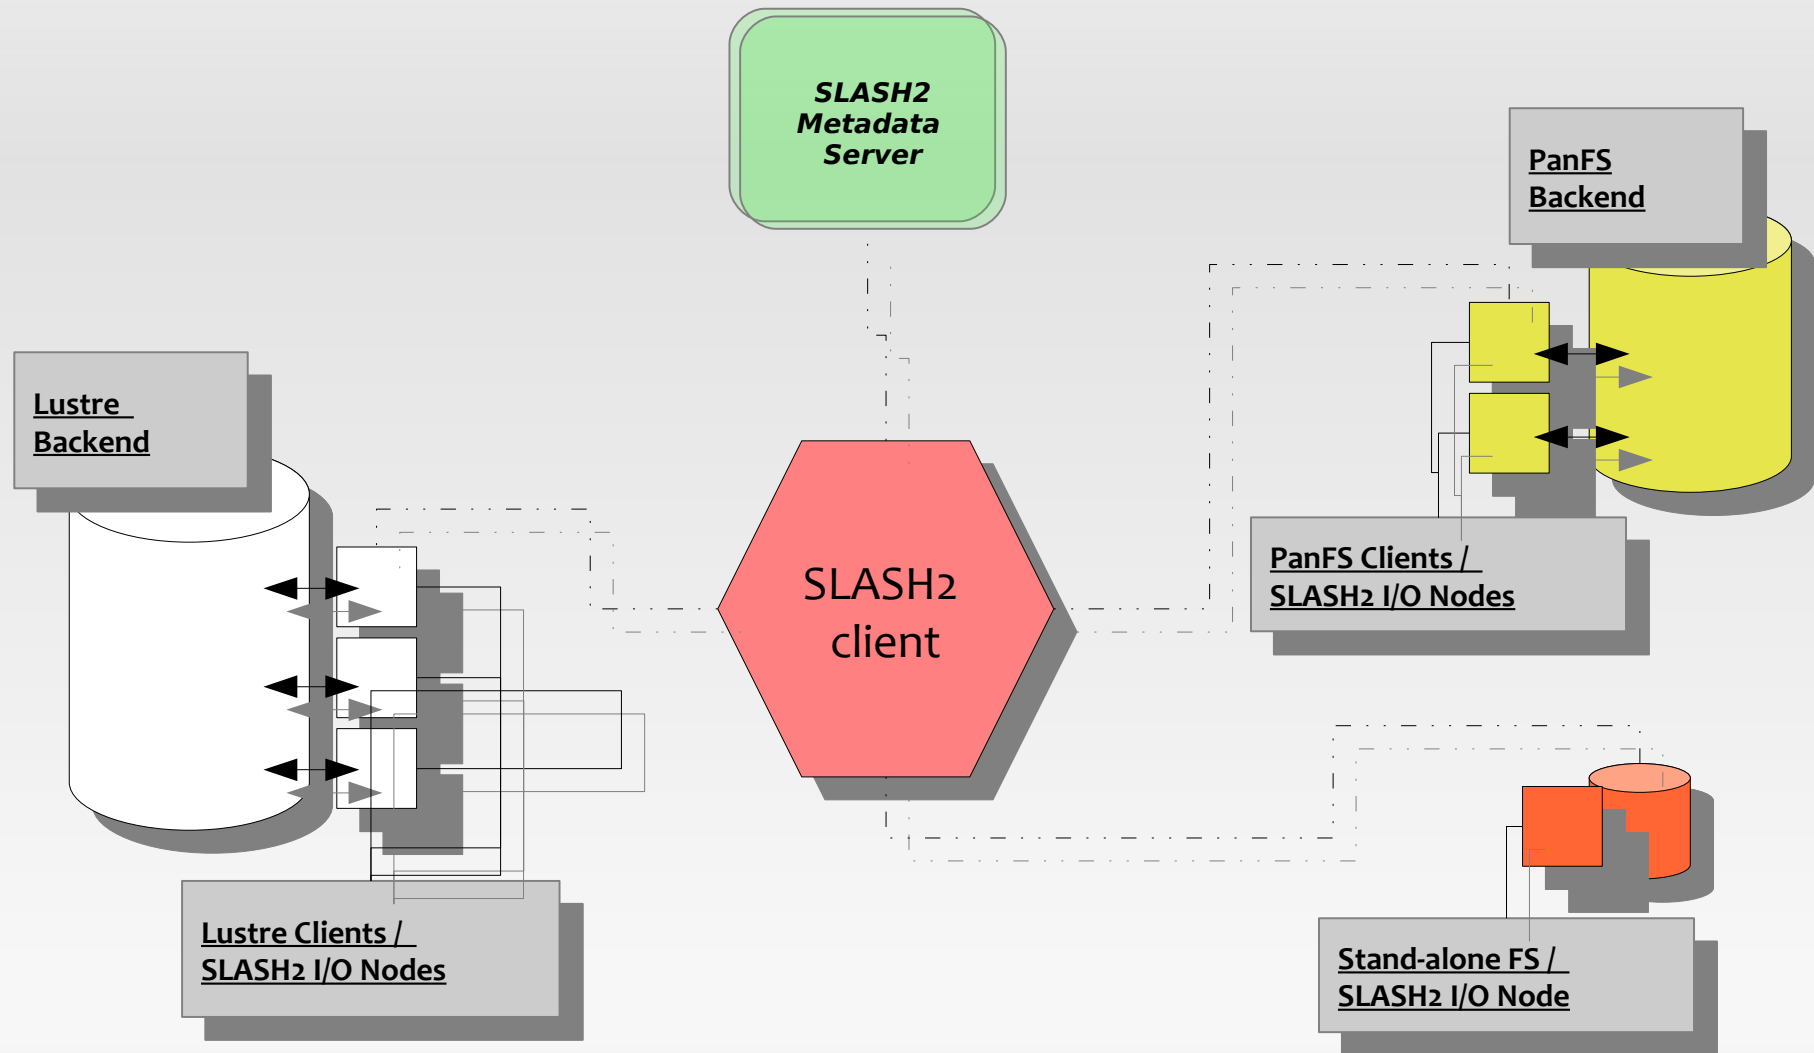 SLASH2
Metadata
Server
PanFS
Backend
Lustre
Backend
SLASH2
client
PanFS Clients /
SLASH2 I/O Nodes
Lustre Clients /
SLASH2 I/O Nodes
Stand-alone FS /
SLASH2 I/O Node